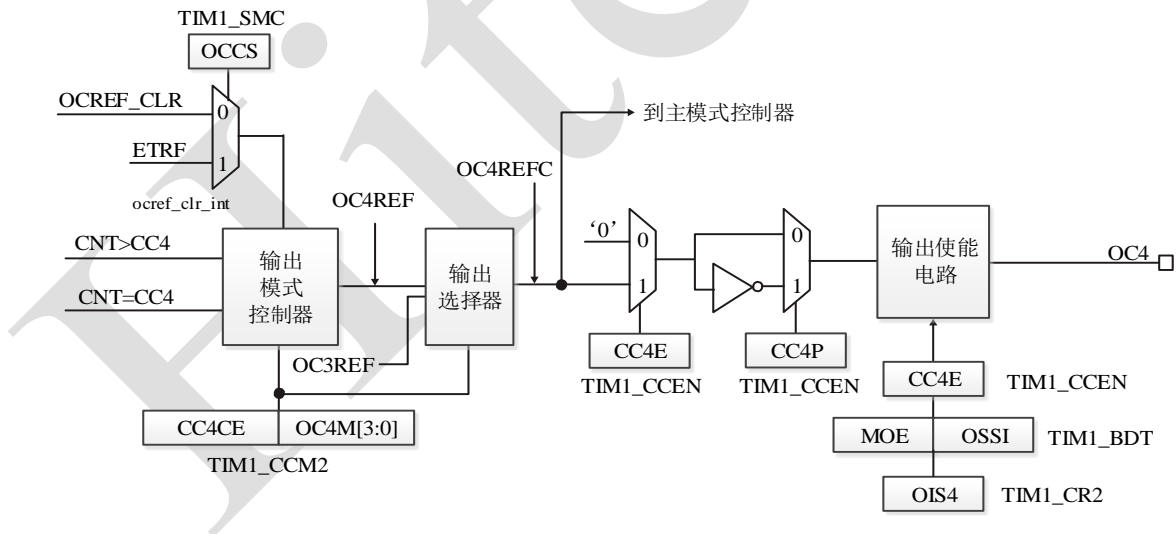 TIM1_SMC
OCCS
OCREF_CLR
0
到主模式控制器
ETRF
1
OC4REFC
ocref_clr_int
OC4REF
CNT>CC4
CNT=CC4
输出
模式
控制器
输出
选择器
‘0’
0
1
0
1
输出使能
电路
OC4
OC3REF
CC4E
TIM1_CCEN
CC4P
TIM1_CCEN
CC4E
TIM1_CCEN
CC4CE
OC4M[3:0]
TIM1_CCM2
MOE
OSSI
TIM1_BDT
OIS4
TIM1_CR2